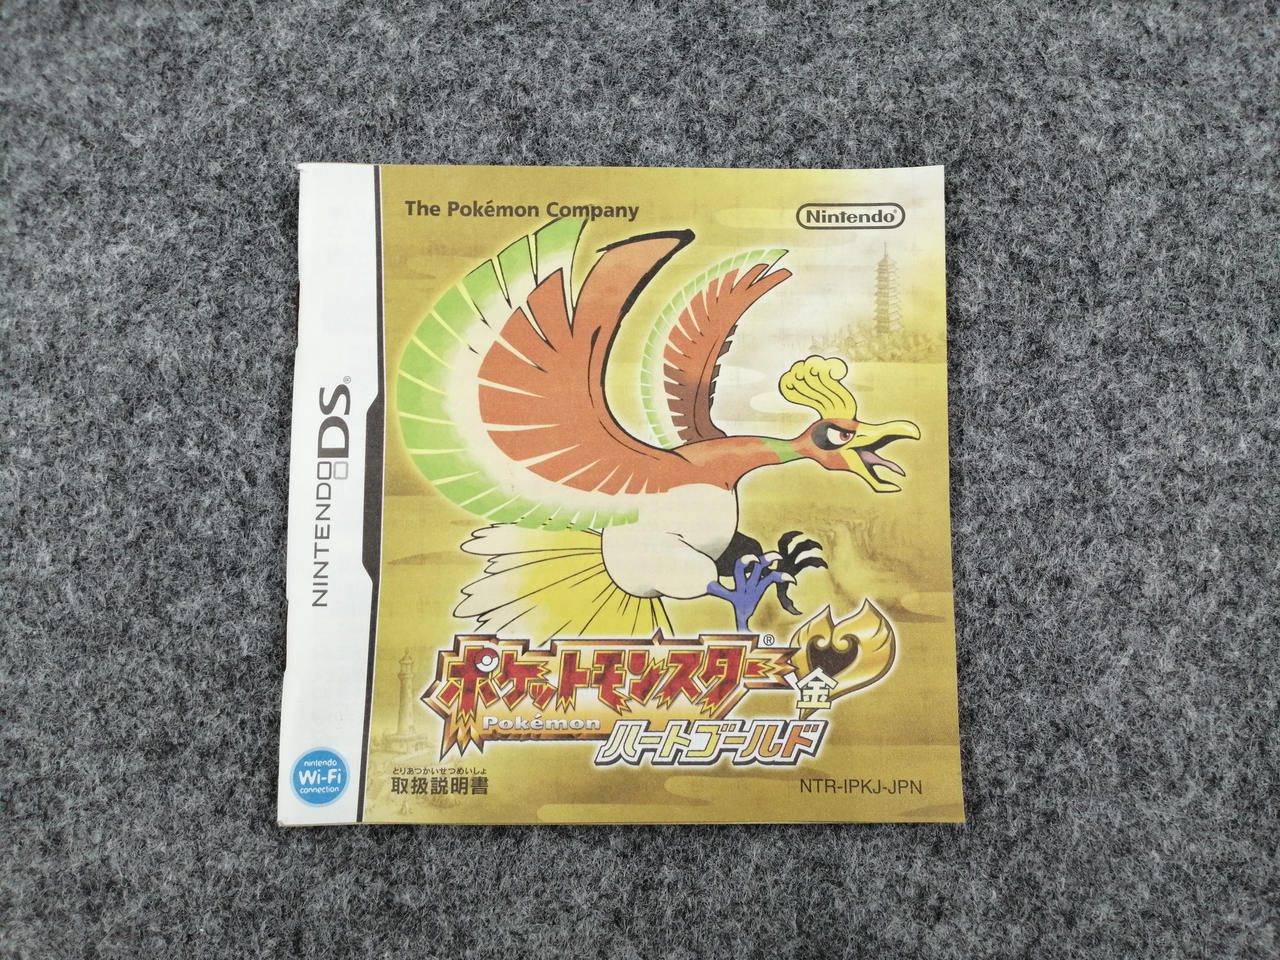 The Pokémon Company
Nintendo®
NINTENDO DS®
ポケットモンスター®
Pokémon
金
ハートゴールド
nintendo
Wi-Fi
connection
とりあつかいせつめいしょ
取扱説明書
NTR-IPKJ-JPN